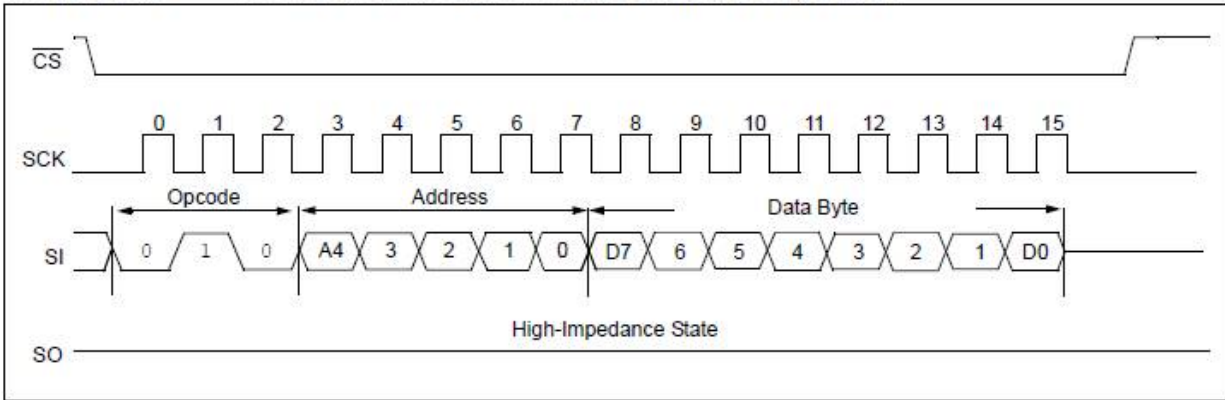 CS
0 1 2 3 4 5 6 7 8 9 10 11 12 13 14 15
SCK
Opcode Address Data Byte
SI 0 1 0 A4 3 2 1 0 D7 6 5 4 3 2 1 D0
High-Impedance State
SO